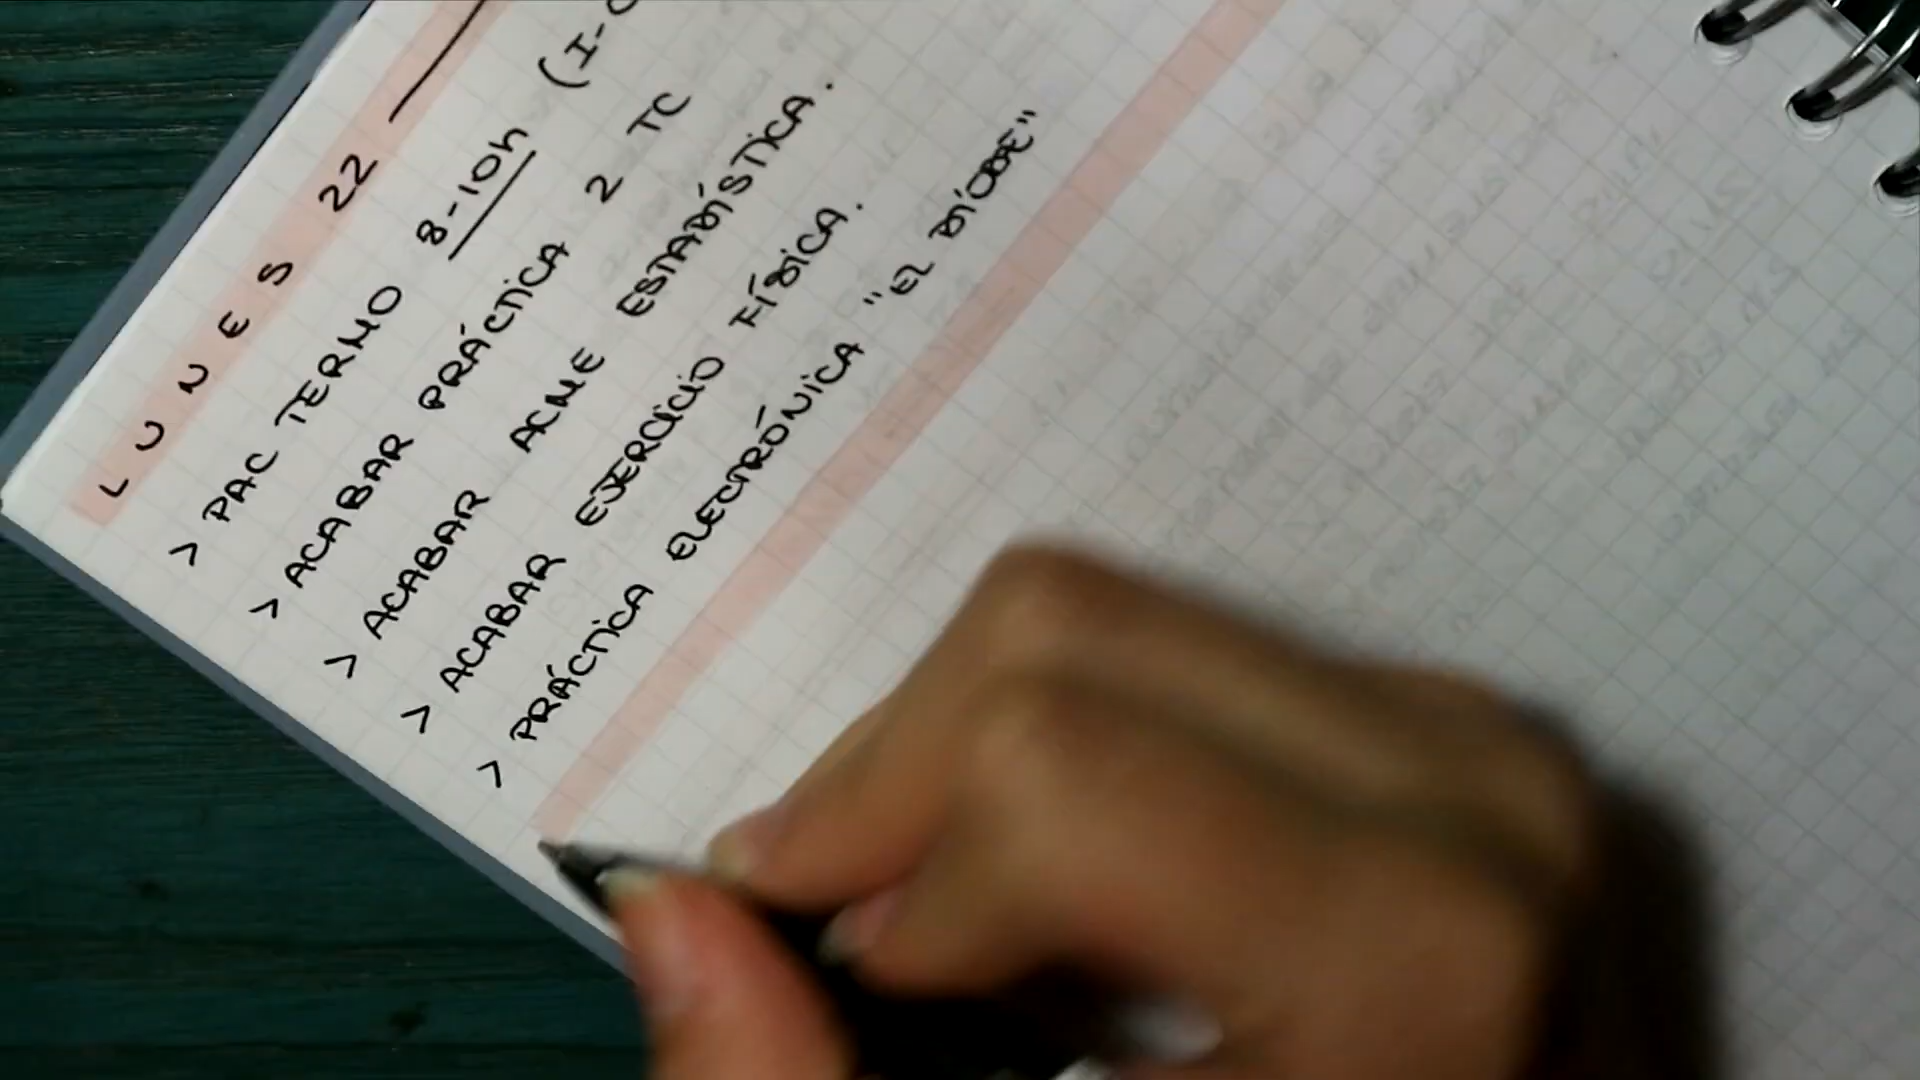 LUNES 22
> PAC TERMO 8-10h (I-
> ACABAR PRÁCTICA 2 TC
> ACABAR ACME ESTADÍSTICA.
> ACABAR EJERCICIO FÍSICA.
> PRÁCTICA ELECTRÓNICA "EL DÍODE"